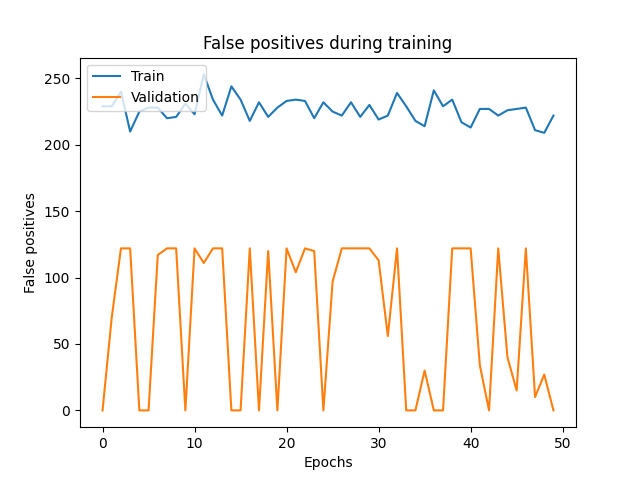 False positives during training
Train
Validation
False positives
250
200
150
100
50
0
0 10 20 30 40 50
Epochs